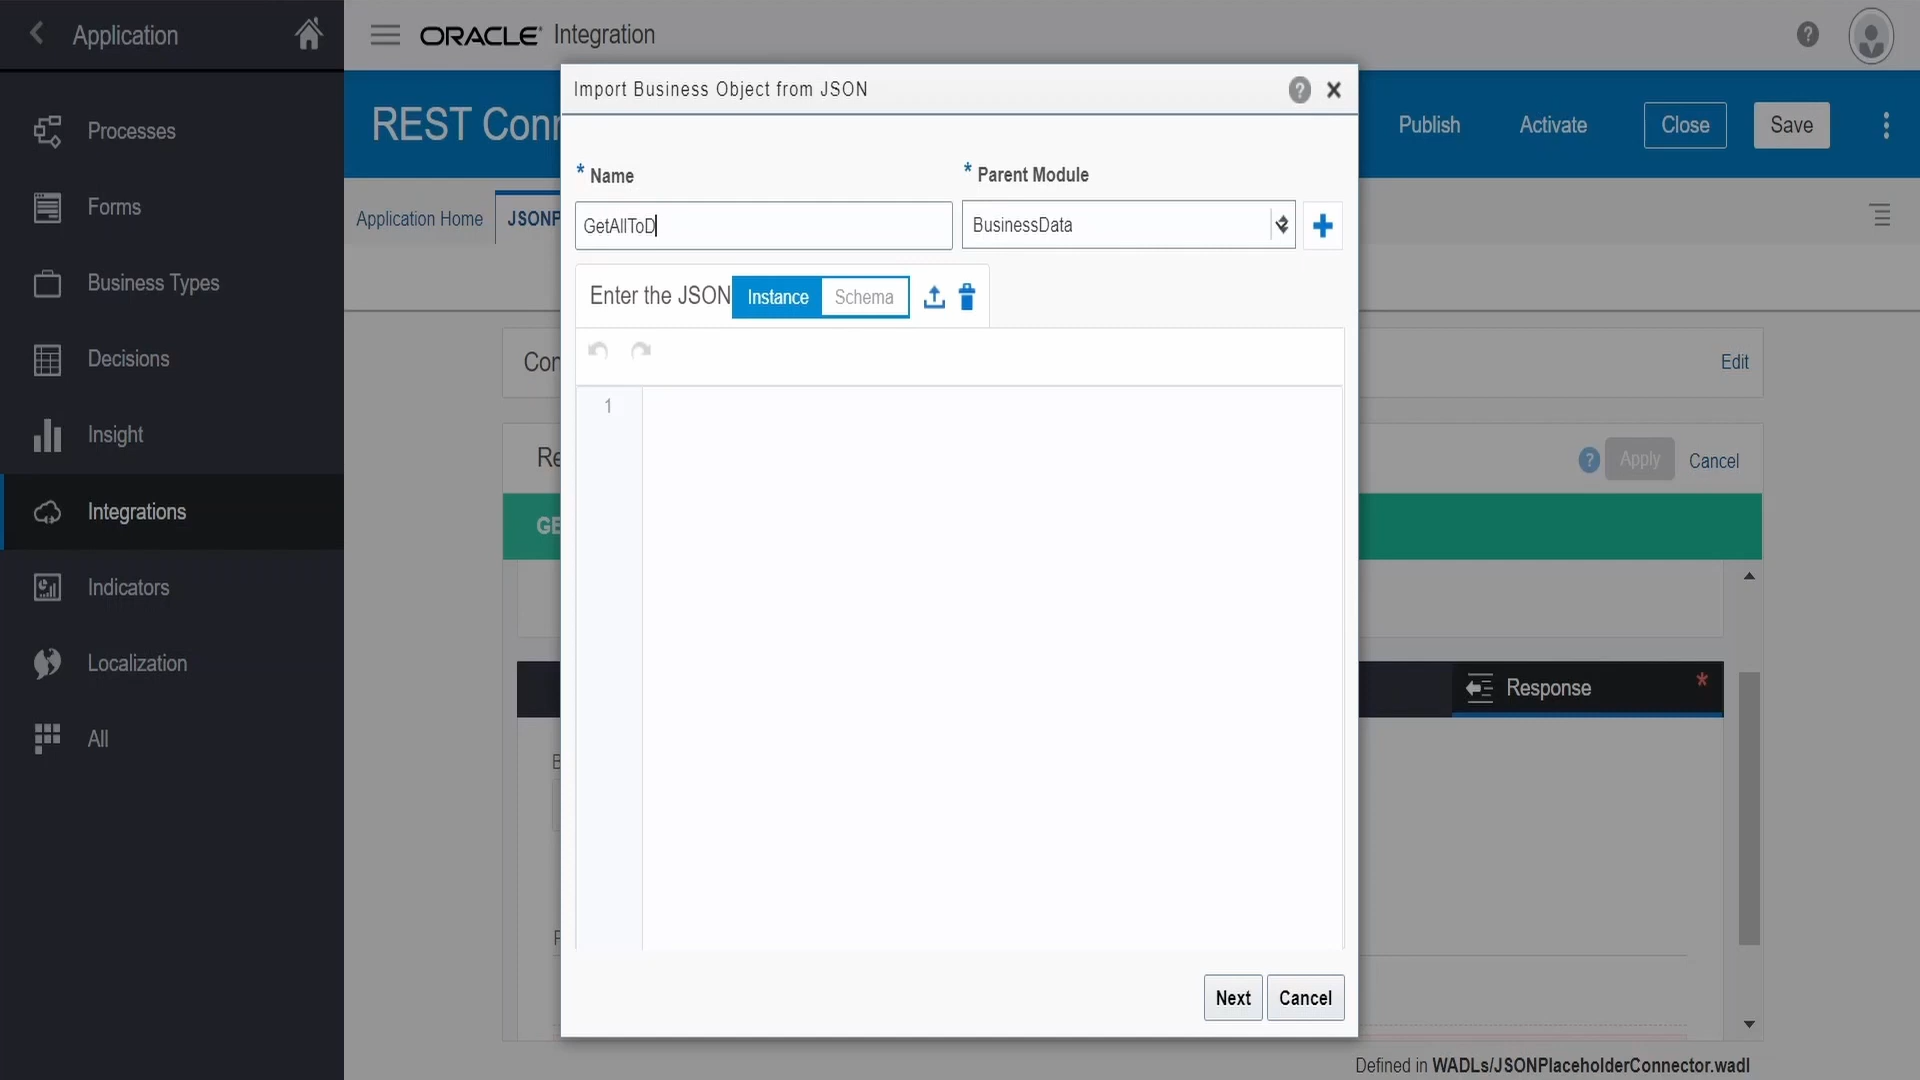 Application
ORACLE Integration
Import Business Object from JSON
REST Conn
Publish
Activate
Close
Save
Processes
Forms
Business Types
Decisions
Insight
Integrations
Indicators
Localization
All
Application Home
JSONP
* Name
* Parent Module
GetAllToD
BusinessData
Enter the JSON
Instance
Schema
1
Con
Edit
Re
Apply
Cancel
GE
Response *
Next
Cancel
Defined in WADLs/JSONPlaceholderConnector.wadl